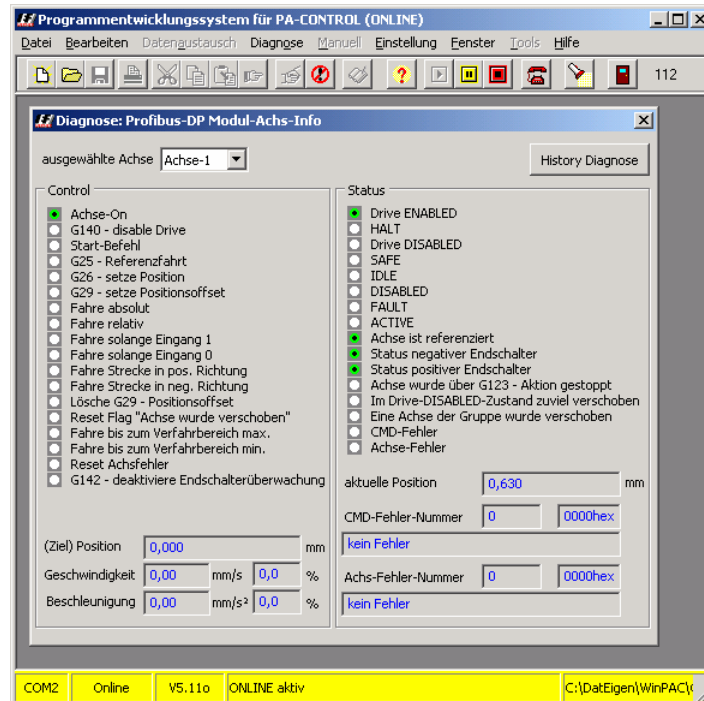 Programmentwicklungssystem für PA-CONTROL (ONLINE)
Datei Bearbeiten Datenaustausch Diagnose Manuell Einstellung Fenster Tools Hilfe
112
Diagnose: Profibus-DP Modul-Achs-Info
ausgewählte Achse Achse-1
History Diagnose
Control
Achse-On
G140 - disable Drive
Start-Befehl
G25 - Referenzfahrt
G26 - setze Position
G29 - setze Positionsoffset
Fahre absolut
Fahre relativ
Fahre solange Eingang 1
Fahre solange Eingang 0
Fahre Strecke in pos. Richtung
Fahre Strecke in neg. Richtung
Lösche G29 - Positionsoffset
Reset Flag "Achse wurde verschoben"
Fahre bis zum Verfahrbereich max.
Fahre bis zum Verfahrbereich min.
Reset Achsfehler
G142 - deaktiviere Endschalterüberwachung
(Ziel) Position 0,000 mm
Geschwindigkeit 0,00 mm/s 0,0 %
Beschleunigung 0,00 mm/s² 0,0 %
Status
Drive ENABLED
HALT
Drive DISABLED
SAFE
IDLE
DISABLED
FAULT
ACTIVE
Achse ist referenziert
Status negativer Endschalter
Status positiver Endschalter
Achse wurde über G123 - Aktion gestoppt
Im Drive-DISABLED-Zustand zuviel verschoben
Eine Achse der Gruppe wurde verschoben
CMD-Fehler
Achse-Fehler
aktuelle Position 0,630 mm
CMD-Fehler-Nummer 0 0000hex
kein Fehler
Achs-Fehler-Nummer 0 0000hex
kein Fehler
COM2 Online V5.11o ONLINE aktiv C:\DatEigen\WinPAC\